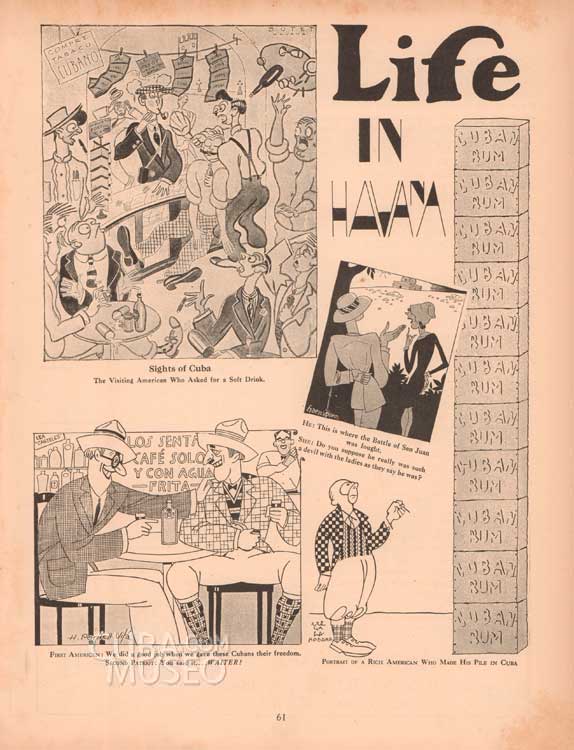 Life
IN
HAVANA
COMPRE
TABACO
CUBANO
Sights of Cuba
The Visiting American Who Asked for a Soft Drink.
He: This is where the Battle of San Juan
was fought.
She: Do you suppose he really was such
a devil with the ladies as they say he was?
CUBAN
RUM
CUBAN
RUM
CUBAN
RUM
CUBAN
RUM
CUBAN
RUM
CUBAN
RUM
CUBAN
RUM
CUBAN
RUM
CUBAN
RUM
CUBAN
RUM
LOS SENTA
CAFÉ SOLO
Y CON AGUA
FRITA
First American: We did a good job when we gave these Cubans their freedom.
Second Patriot: You said it... WAITER!
Portrait of a Rich American Who Made His Pile in Cuba
CUBA
MUSEO
61